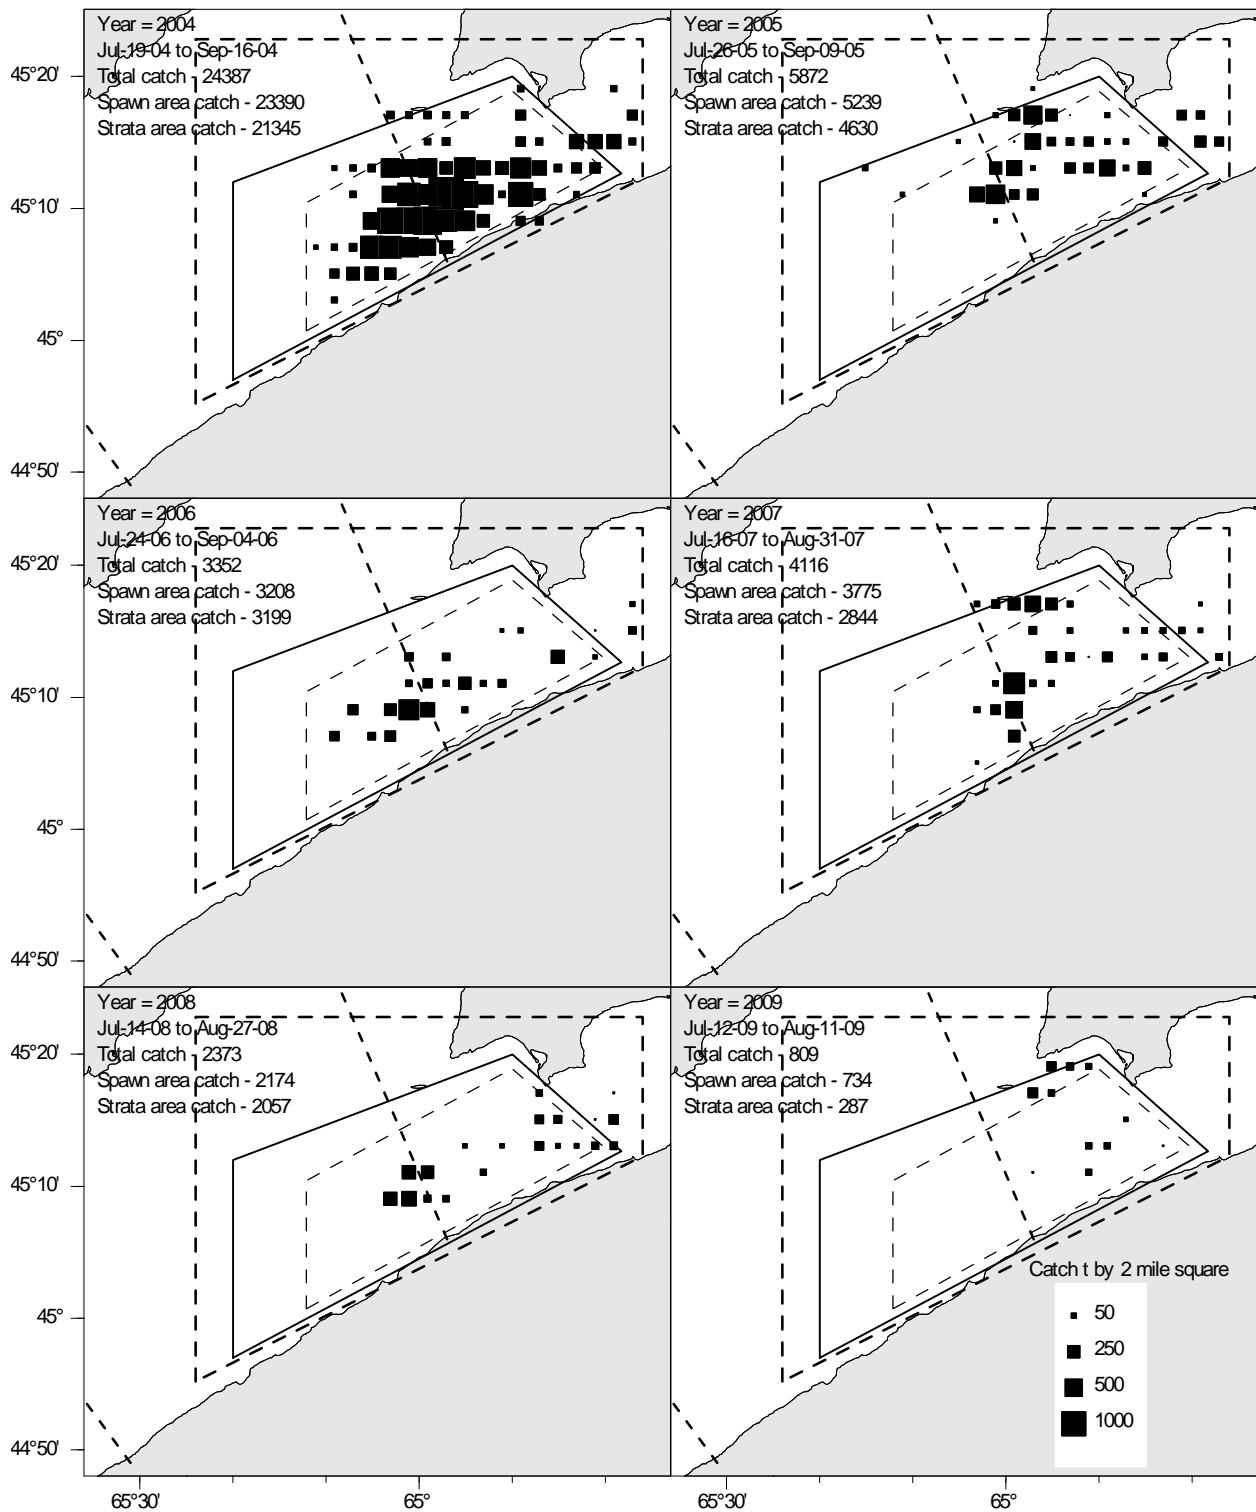 Year = 2004
Jul-19-04 to Sep-16-04
Total catch - 24387
Spawn area catch - 23390
Strata area catch - 21345
Year = 2005
Jul-26-05 to Sep-09-05
Total catch - 5872
Spawn area catch - 5239
Strata area catch - 4630
45°20'
45°10'
45°
44°50'
Year = 2006
Jul-24-06 to Sep-04-06
Total catch - 3352
Spawn area catch - 3208
Strata area catch - 3199
Year = 2007
Jul-16-07 to Aug-31-07
Total catch - 4116
Spawn area catch - 3775
Strata area catch - 2844
45°20'
45°10'
45°
44°50'
Year = 2008
Jul-14-08 to Aug-27-08
Total catch - 2373
Spawn area catch - 2174
Strata area catch - 2057
Year = 2009
Jul-12-09 to Aug-11-09
Total catch - 809
Spawn area catch - 734
Strata area catch - 287
45°20'
45°10'
45°
44°50'
Catch t by 2 mile square
50
250
500
1000
65°30'
65°
65°30'
65°